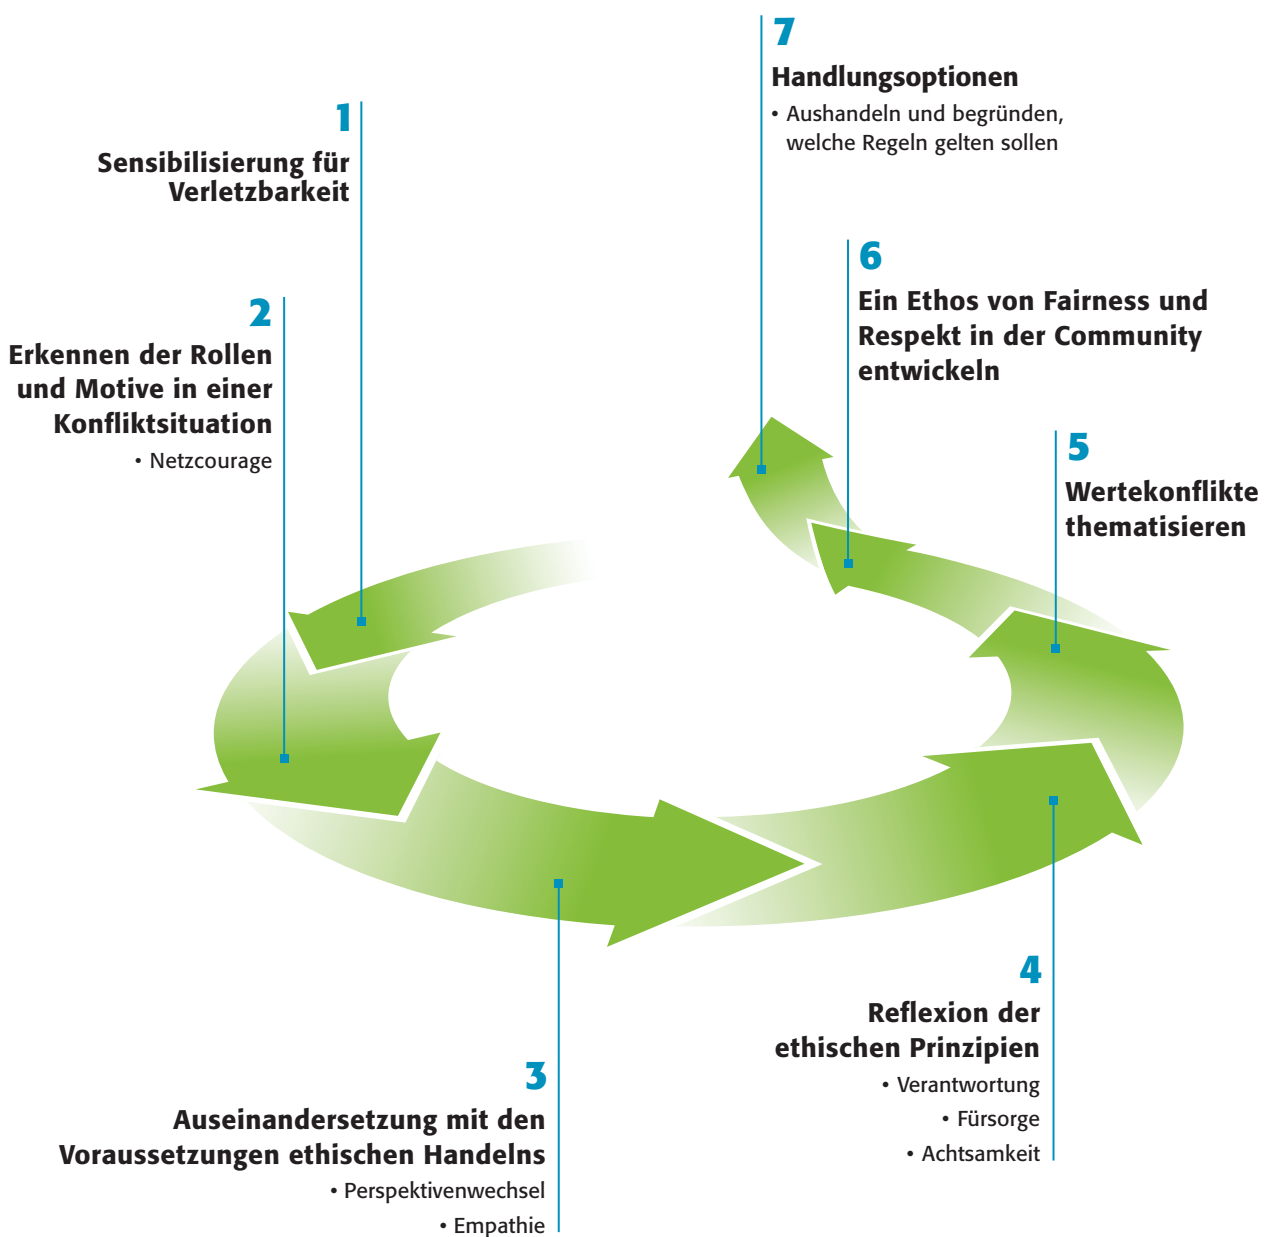 1
Sensibilisierung für
Verletzbarkeit
2
Erkennen der Rollen
und Motive in einer
Konfliktsituation
• Netzcourage
3
Auseinandersetzung mit den
Voraussetzungen ethischen Handelns
• Perspektivenwechsel
• Empathie
4
Reflexion der
ethischen Prinzipien
• Verantwortung
• Fürsorge
• Achtsamkeit
5
Wertekonflikte
thematisieren
6
Ein Ethos von Fairness und
Respekt in der Community
entwickeln
7
Handlungsoptionen
• Aushandeln und begründen,
welche Regeln gelten sollen